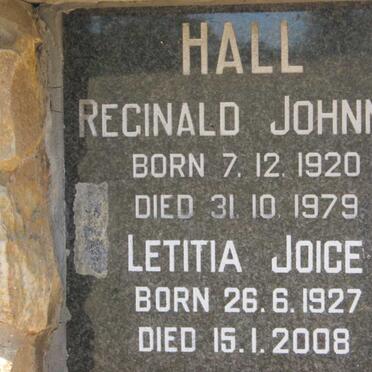 HALL
REGINALD JOHNN
BORN 7. 12. 1920
DIED 31. 10. 1979
LETITIA JOICE
BORN 26. 6. 1927
DIED 15. 1. 2008